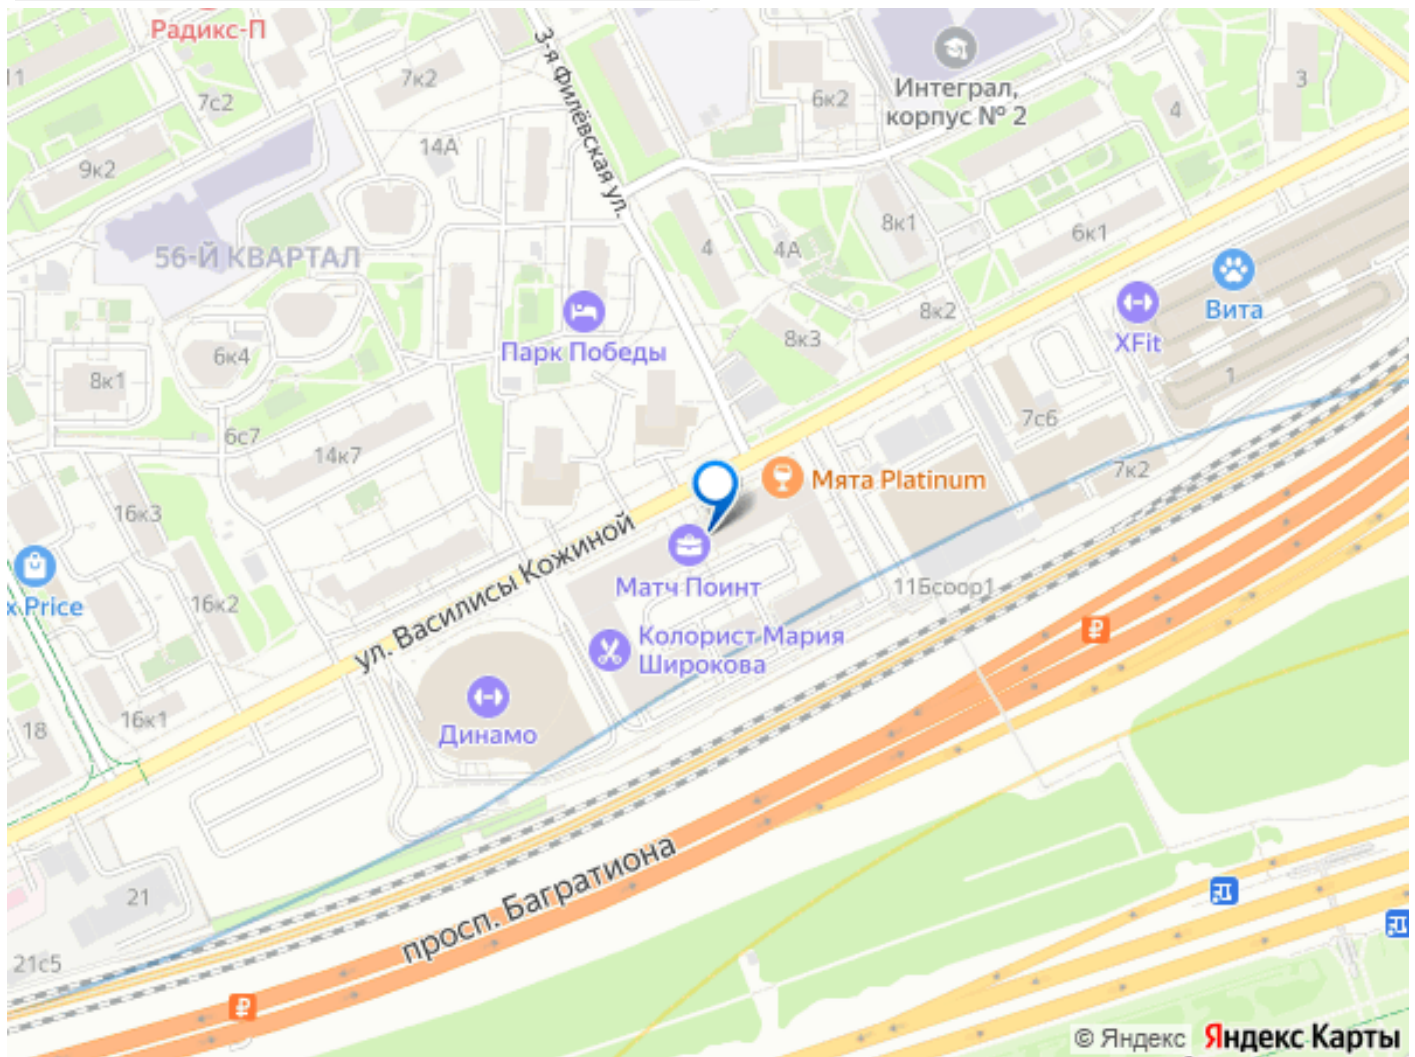 Радикс-П
11
7к2
7с2
3-я Филёвская ул.
Интеграл,
корпус № 2
6к2
3
4
14А
9к2
56-Й КВАРТАЛ
4
4А
8к1
6к1
Вита
XFit
Парк Победы
8к2
8к3
6к4
8к1
1
6с7
14к7
7с6
7к2
Мята Platinum
16к3
ул. Василисы Кожиной
Матч Поинт
x Price
16к2
11Бсоор1
Колорист Мария
Широкова
18
16к1
Динамо
просп. Багратиона
21
21с5
© Яндекс Яндекс Карты